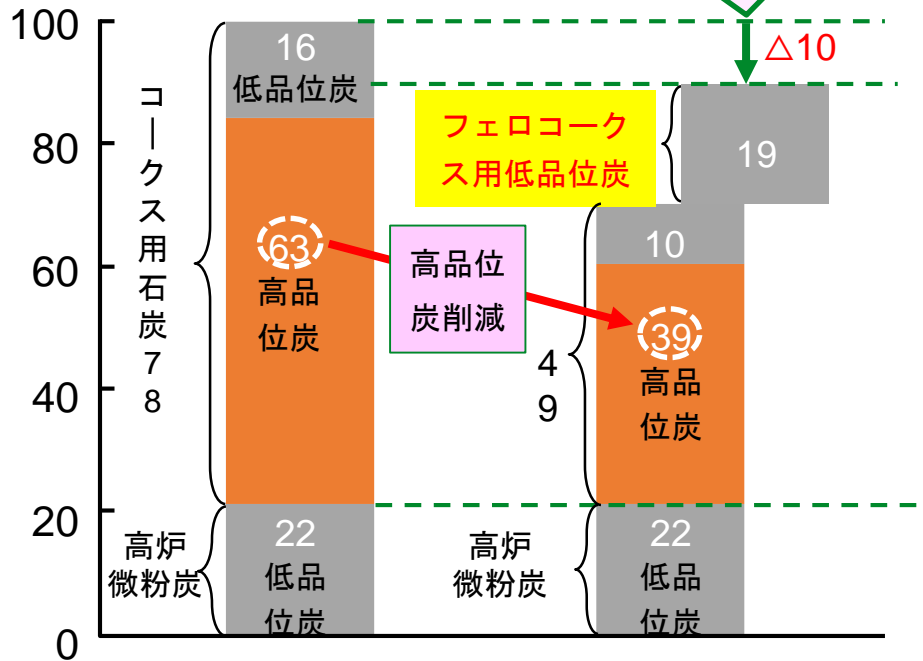 100
80
60
40
20
0
コークス用石炭78
高炉
微粉炭
16
低品位炭
63
高品
位炭
22
低品
位炭
高品位
炭削減
フェロコーク
ス用低品位炭
△10
19
10
49
39
高品
位炭
高炉
微粉炭
22
低品
位炭